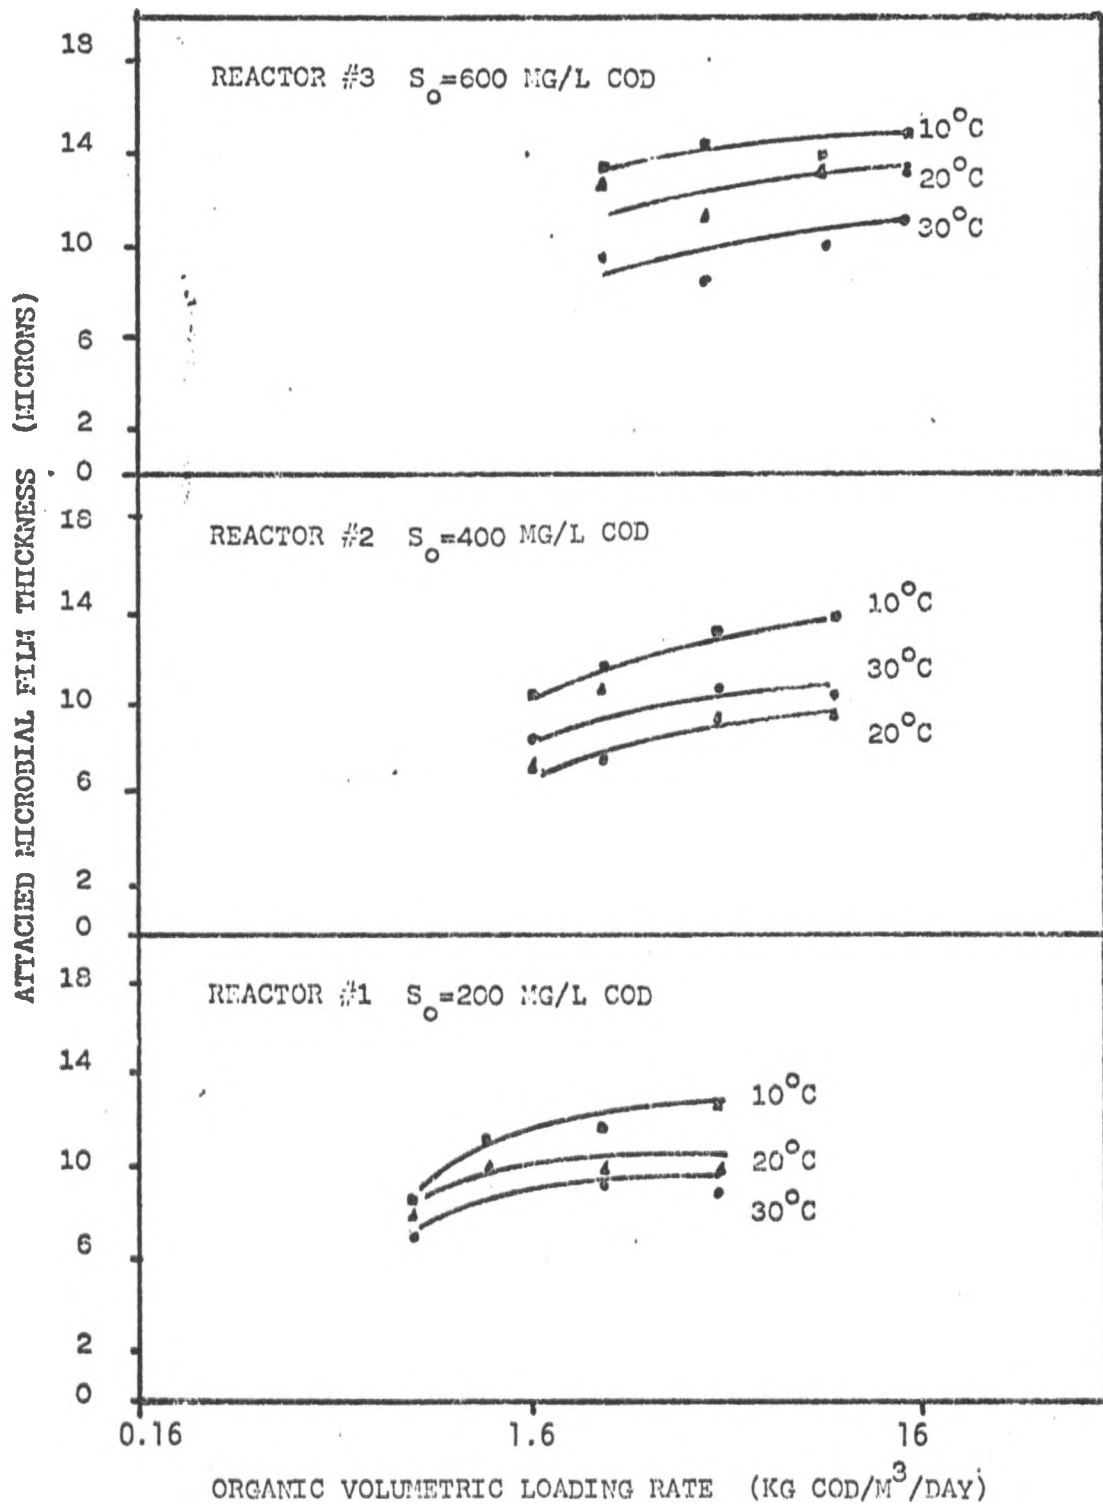 ATTACHED MICROBIAL FILM THICKNESS (MICRONS)
18
REACTOR #3 So=600 MG/L COD
14
10°C
20°C
10
30°C
6
2
0
18
REACTOR #2 So=400 MG/L COD
14
10°C
30°C
10
20°C
6
2
0
18
REACTOR #1 So=200 MG/L COD
14
10°C
10
20°C
30°C
6
2
0
0.16 1.6 16
ORGANIC VOLUMETRIC LOADING RATE (KG COD/M³/DAY)